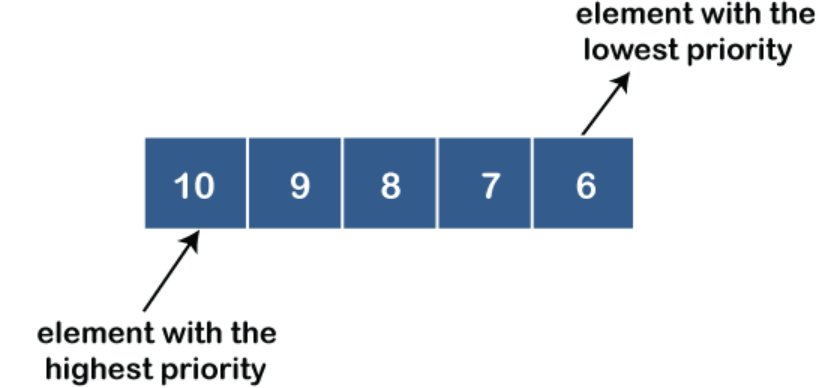 element with the
lowest priority
10 9 8 7 6
element with the
highest priority